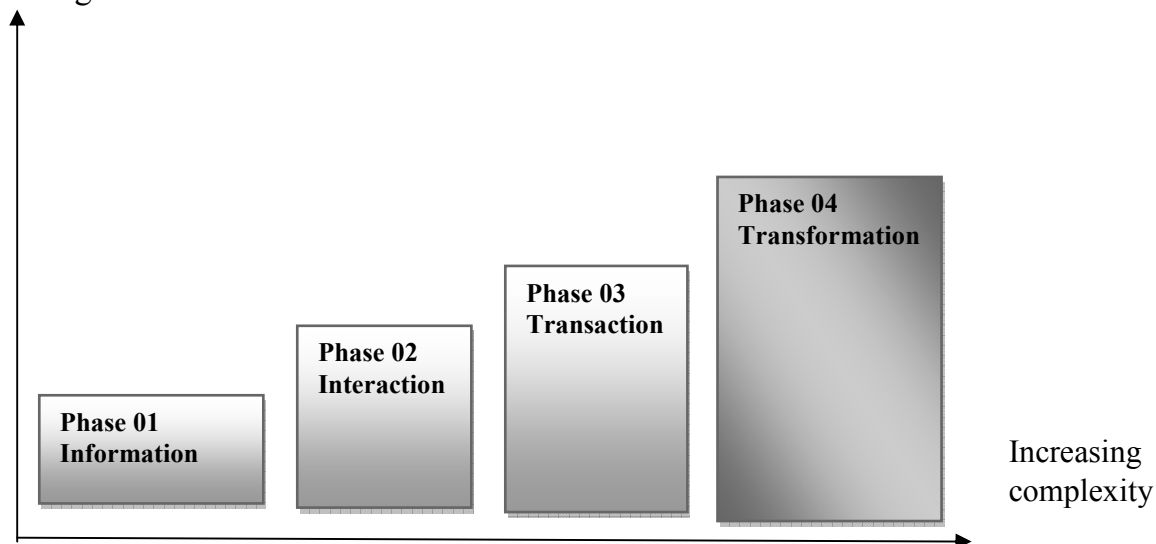 Phase 04
Transformation
Phase 03
Transaction
Phase 02
Interaction
Phase 01
Information
Increasing
complexity